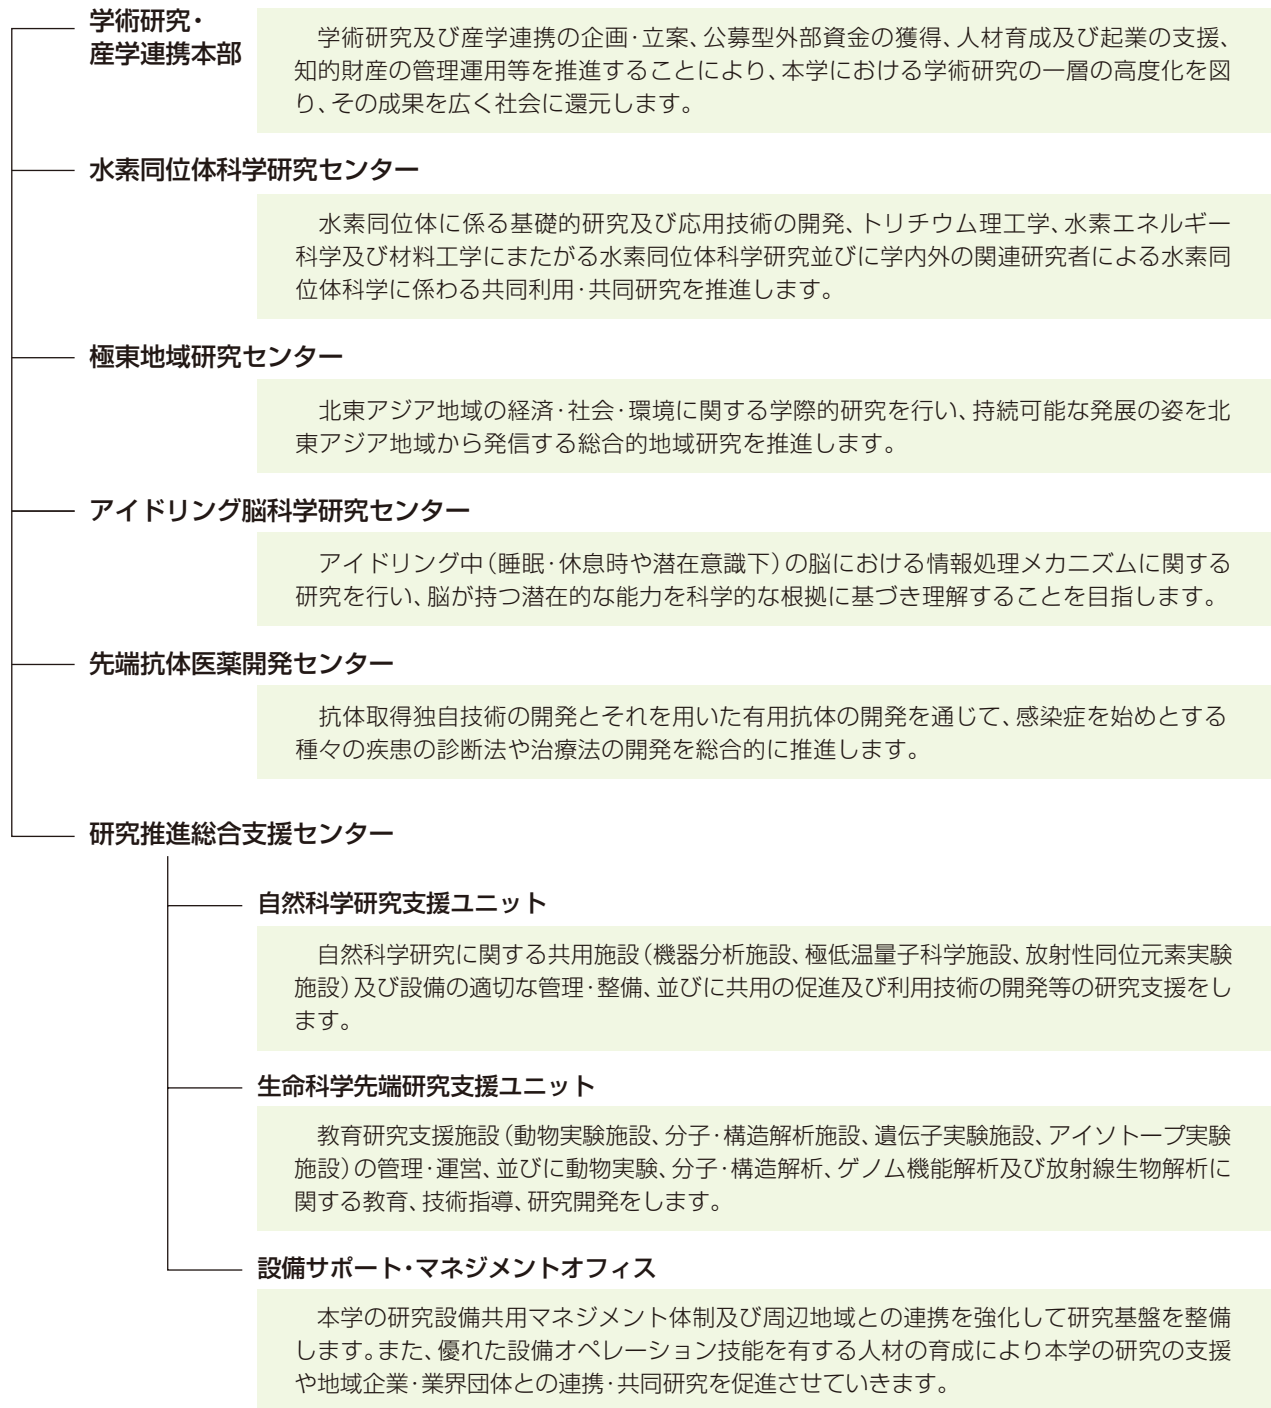 学術研究・
産学連携本部
学術研究及び産学連携の企画・立案、公募型外部資金の獲得、人材育成及び起業の支援、
知的財産の管理運用等を推進することにより、本学における学術研究の一層の高度化を図
り、その成果を広く社会に還元します。
水素同位体科学研究センター
水素同位体に係る基礎的研究及び応用技術の開発、トリチウム理工学、水素エネルギー
科学及び材料工学にまたがる水素同位体科学研究並びに学内外の関連研究者による水素同
位体科学に係わる共同利用・共同研究を推進します。
極東地域研究センター
北東アジア地域の経済・社会・環境に関する学際的研究を行い、持続可能な発展の姿を北
東アジア地域から発信する総合的地域研究を推進します。
アイドリング脳科学研究センター
アイドリング中（睡眠・休息時や潜在意識下）の脳における情報処理メカニズムに関する
研究を行い、脳が持つ潜在的な能力を科学的な根拠に基づき理解することを目指します。
先端抗体医薬開発センター
抗体取得独自技術の開発とそれを用いた有用抗体の開発を通じて、感染症を始めとする
種々の疾患の診断法や治療法の開発を総合的に推進します。
研究推進総合支援センター
自然科学研究支援ユニット
自然科学研究に関する共用施設（機器分析施設、極低温量子科学施設、放射性同位元素実験
施設）及び設備の適切な管理・整備、並びに共用の促進及び利用技術の開発等の研究支援をし
ます。
生命科学先端研究支援ユニット
教育研究支援施設（動物実験施設、分子・構造解析施設、遺伝子実験施設、アイソトープ実験
施設）の管理・運営、並びに動物実験、分子・構造解析、ゲノム機能解析及び放射線生物解析に
関する教育、技術指導、研究開発をします。
設備サポート・マネジメントオフィス
本学の研究設備共用マネジメント体制及び周辺地域との連携を強化して研究基盤を整備
します。また、優れた設備オペレーション技能を有する人材の育成により本学の研究の支援
や地域企業・業界団体との連携・共同研究を促進させていきます。